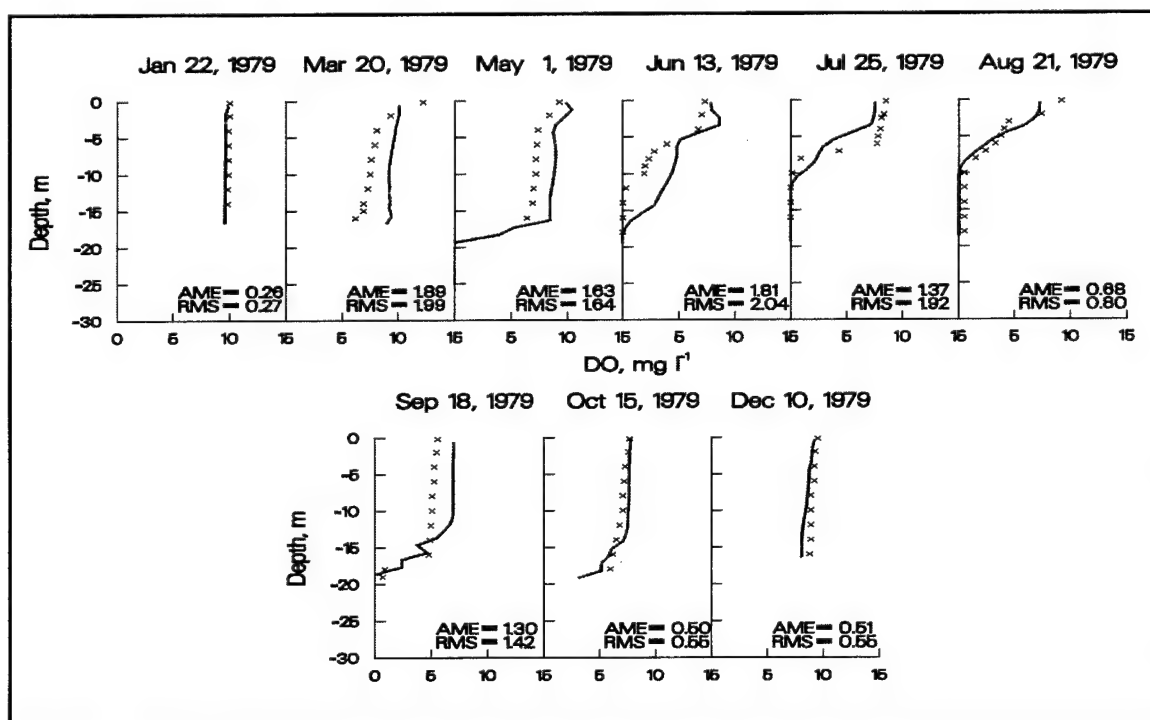 Jan 22, 1979 Mar 20, 1979 May 1, 1979 Jun 13, 1979 Jul 25, 1979 Aug 21, 1979
0
-5
-10
-15
-20
-25
-30
Depth, m
AME= 0.26 AME= 1.89 AME= 1.63 AME= 1.81 AME= 1.37 AME= 0.68
RMS= 0.27 RMS= 1.99 RMS= 1.64 RMS= 2.04 RMS= 1.92 RMS= 0.80
0 5 10 15 5 10 15 5 10 15 5 10 15 5 10 15 5 10 15
DO, mg l⁻¹
Sep 18, 1979 Oct 15, 1979 Dec 10, 1979
0
-5
-10
-15
-20
-25
-30
Depth, m
AME= 1.30 AME= 0.50 AME= 0.51
RMS= 1.42 RMS= 0.55 RMS= 0.55
0 5 10 15 5 10 15 5 10 15